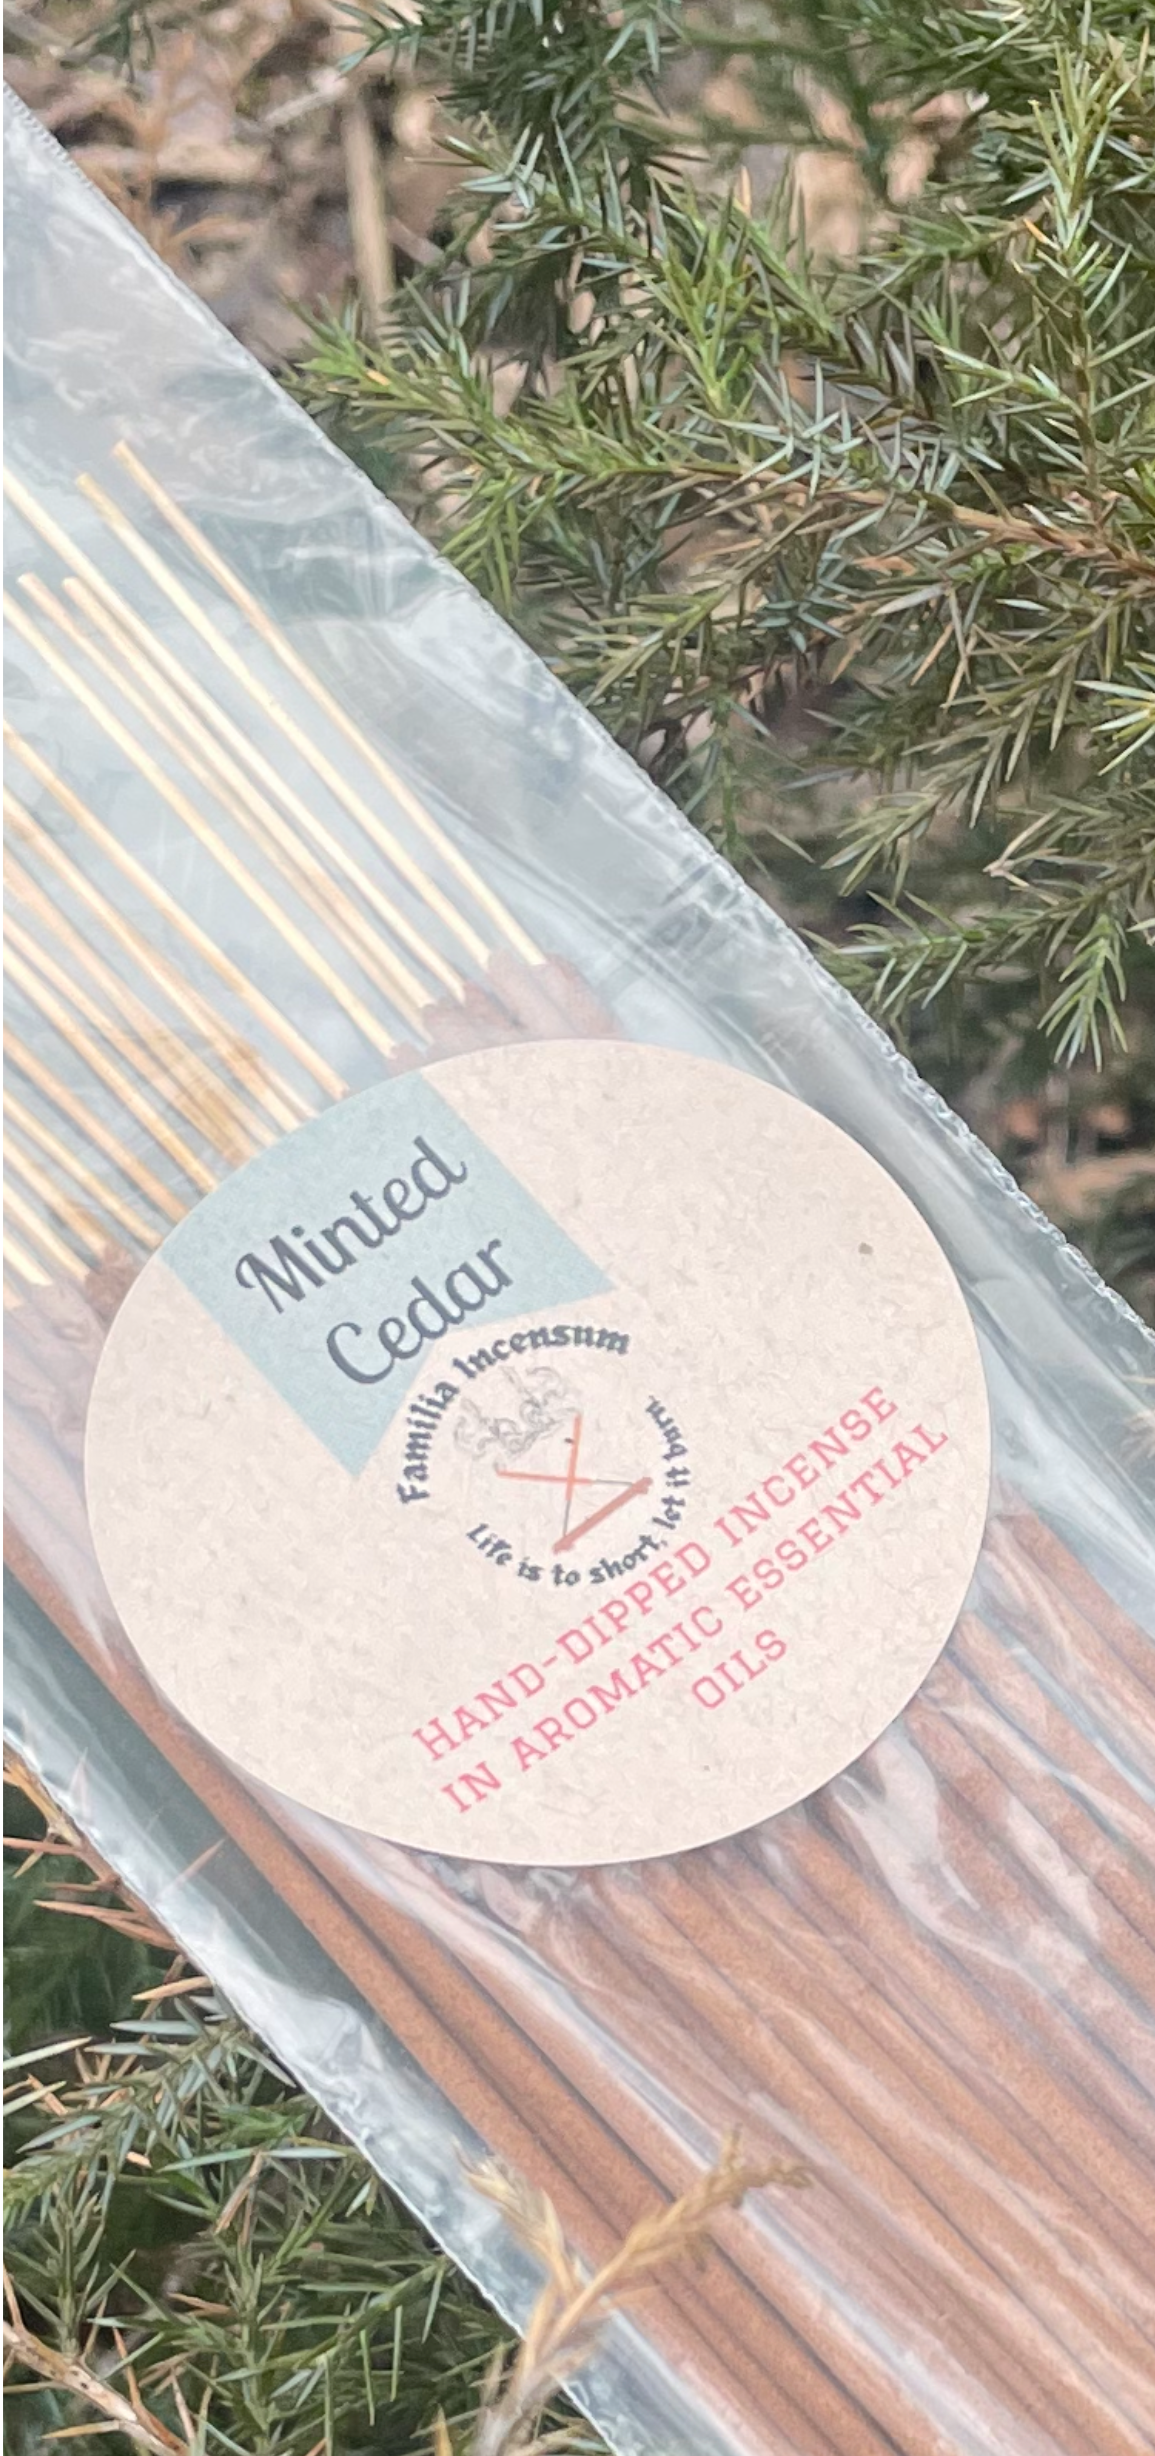 Minted
Cedar
Familia Incensum
Life is to short, let it burn
HAND-DIPPED INCENSE
IN AROMATIC ESSENTIAL
OILS